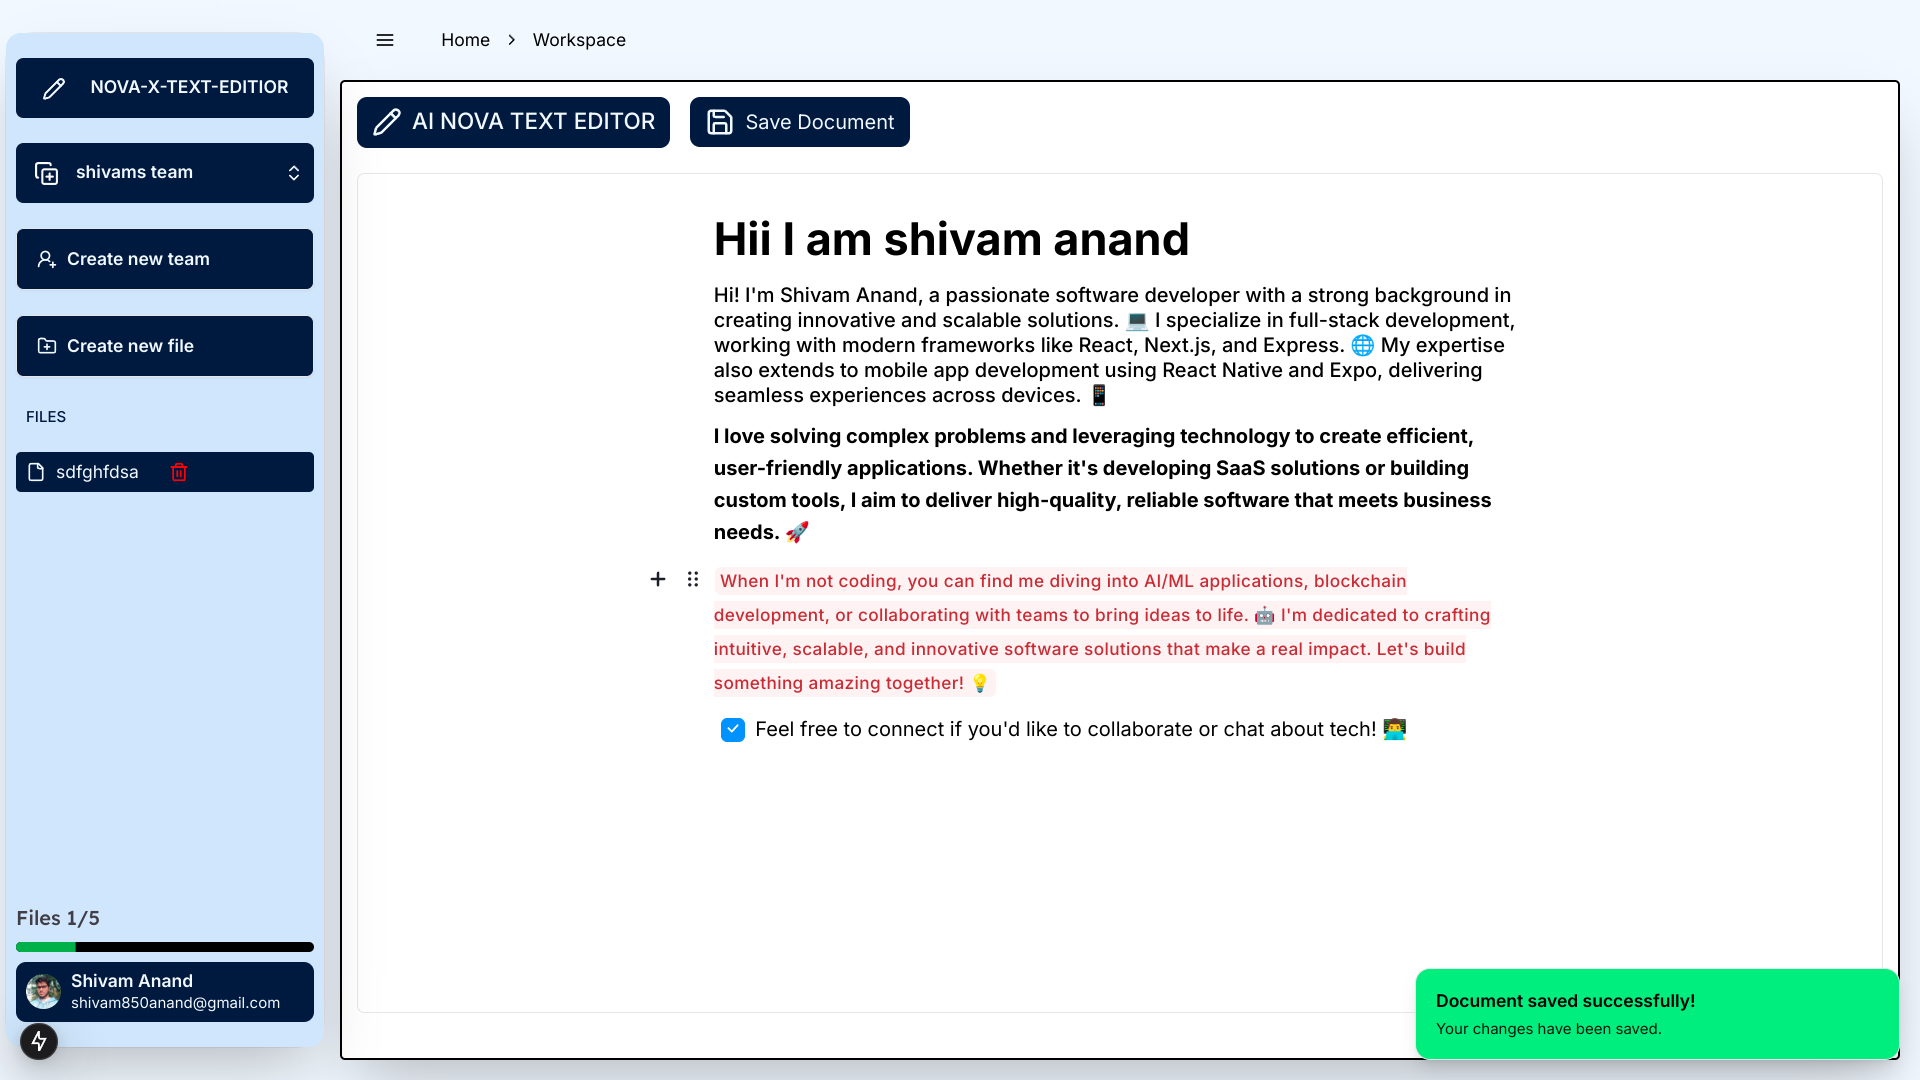 Home > Workspace
NOVA-X-TEXT-EDITIOR
shivams team
Create new team
Create new file
FILES
sdfghfdsa
Files 1/5
Shivam Anand
shivam850anand@gmail.com
AI NOVA TEXT EDITOR
Save Document
Hii I am shivam anand
Hi! I'm Shivam Anand, a passionate software developer with a strong background in
creating innovative and scalable solutions. 💻 I specialize in full-stack development,
working with modern frameworks like React, Next.js, and Express. 🌐 My expertise
also extends to mobile app development using React Native and Expo, delivering
seamless experiences across devices. 📱
I love solving complex problems and leveraging technology to create efficient,
user-friendly applications. Whether it's developing SaaS solutions or building
custom tools, I aim to deliver high-quality, reliable software that meets business
needs. 🚀
When I'm not coding, you can find me diving into AI/ML applications, blockchain
development, or collaborating with teams to bring ideas to life. 🤖 I'm dedicated to crafting
intuitive, scalable, and innovative software solutions that make a real impact. Let's build
something amazing together! 💡
Feel free to connect if you'd like to collaborate or chat about tech! 👨‍💻
Document saved successfully!
Your changes have been saved.